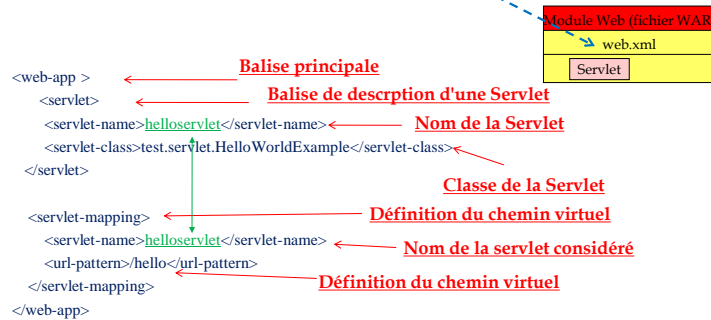 Module Web (fichier WAR
web.xml
Servlet
<web-app >
Balise principale
<servlet>
Balise de descrption d'une Servlet
<servlet-name>helloservlet</servlet-name>
Nom de la Servlet
<servlet-class>test.servlet.HelloWorldExample</servlet-class>
</servlet>
Classe de la Servlet
<servlet-mapping>
Définition du chemin virtuel
<servlet-name>helloservlet</servlet-name>
Nom de la servlet considéré
<url-pattern>/hello</url-pattern>
Définition du chemin virtuel
</servlet-mapping>
</web-app>